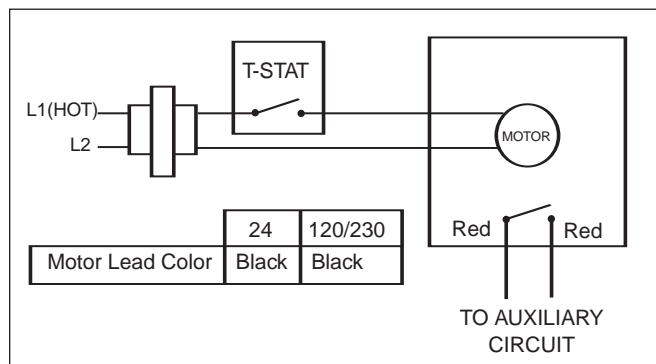 T-STAT
L1(HOT)
L2
MOTOR
24 120/230
Motor Lead Color Black Black
Red Red
TO AUXILIARY
CIRCUIT